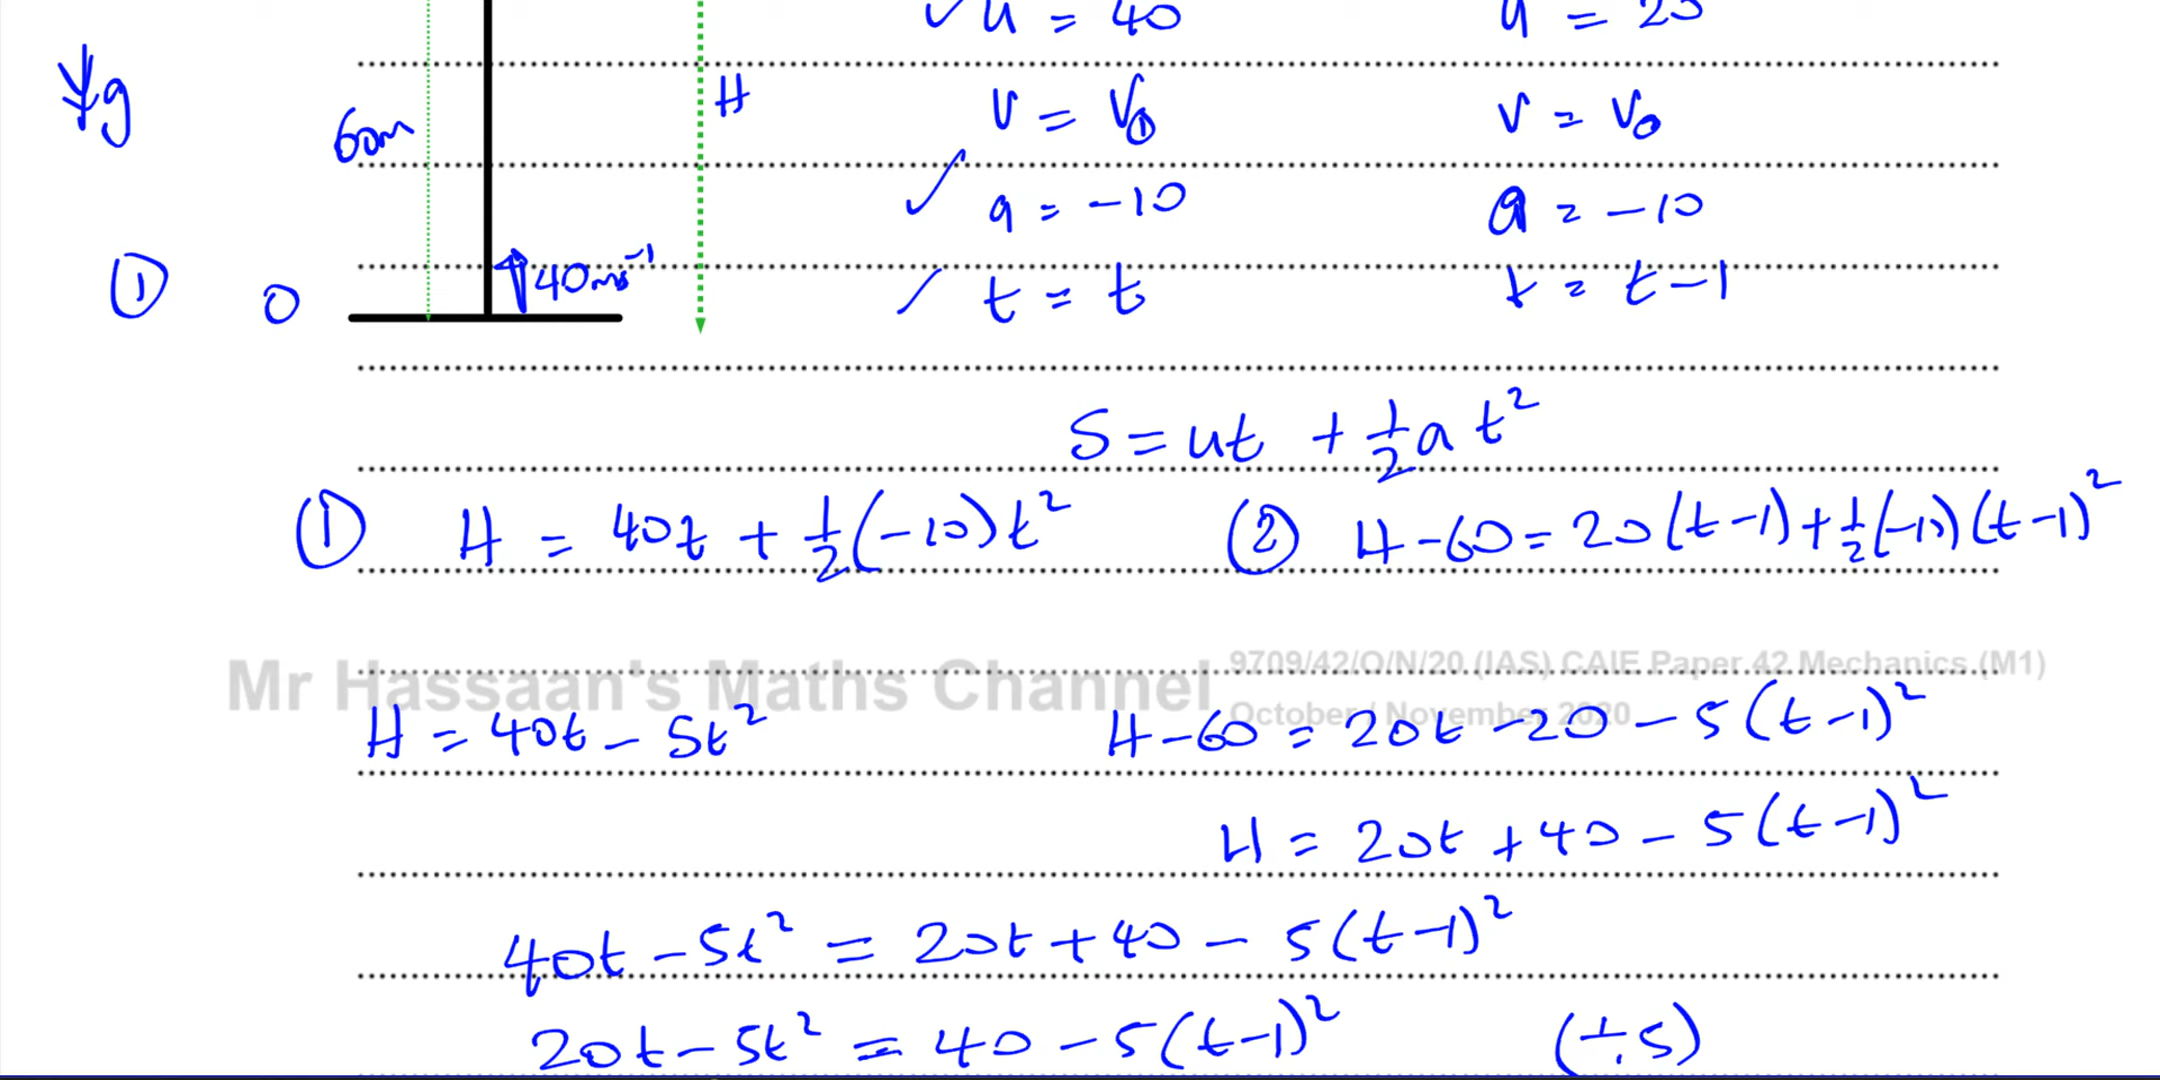 u = 40 u = 20
g H v = V① v = v₀
60m
a = -10 a = -10
① 0 40ms⁻¹ t = t t = t-1
S = ut + ½at²
① H = 40t + ½(-10)t² ② H-60 = 20(t-1) + ½(-10)(t-1)²
Mr Hassaan's Maths Channel 9709/42/O/N/20 (IAS) CAIE Paper 42 Mechanics (M1)
October / November 2020
H = 40t - 5t² H-60 = 20t - 20 - 5(t-1)²
H = 20t + 40 - 5(t-1)²
40t - 5t² = 20t + 40 - 5(t-1)²
20t - 5t² = 40 - 5(t-1)² (÷5)